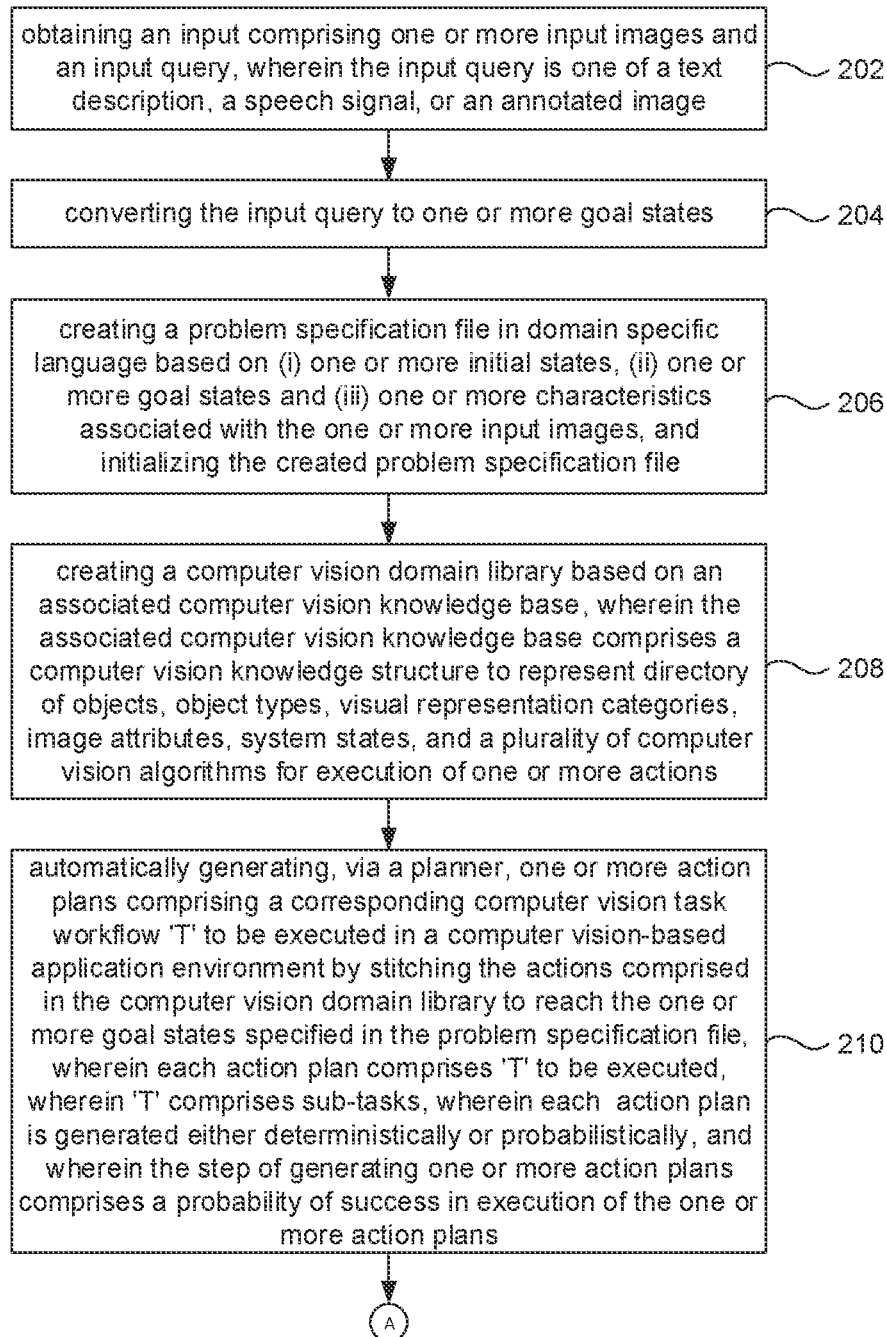 obtaining an input comprising one or more input images and
an input query, wherein the input query is one of a text
description, a speech signal, or an annotated image
202
converting the input query to one or more goal states
204
creating a problem specification file in domain specific
language based on (i) one or more initial states, (ii) one or
more goal states and (iii) one or more characteristics
associated with the one or more input images, and
initializing the created problem specification file
206
creating a computer vision domain library based on an
associated computer vision knowledge base, wherein the
associated computer vision knowledge base comprises a
computer vision knowledge structure to represent directory
of objects, object types, visual representation categories,
image attributes, system states, and a plurality of computer
vision algorithms for execution of one or more actions
208
automatically generating, via a planner, one or more action
plans comprising a corresponding computer vision task
workflow 'T' to be executed in a computer vision-based
application environment by stitching the actions comprised
in the computer vision domain library to reach the one or
more goal states specified in the problem specification file,
wherein each action plan comprises 'T' to be executed,
wherein 'T' comprises sub-tasks, wherein each action plan
is generated either deterministically or probabilistically, and
wherein the step of generating one or more action plans
comprises a probability of success in execution of the one or
more action plans
210
A